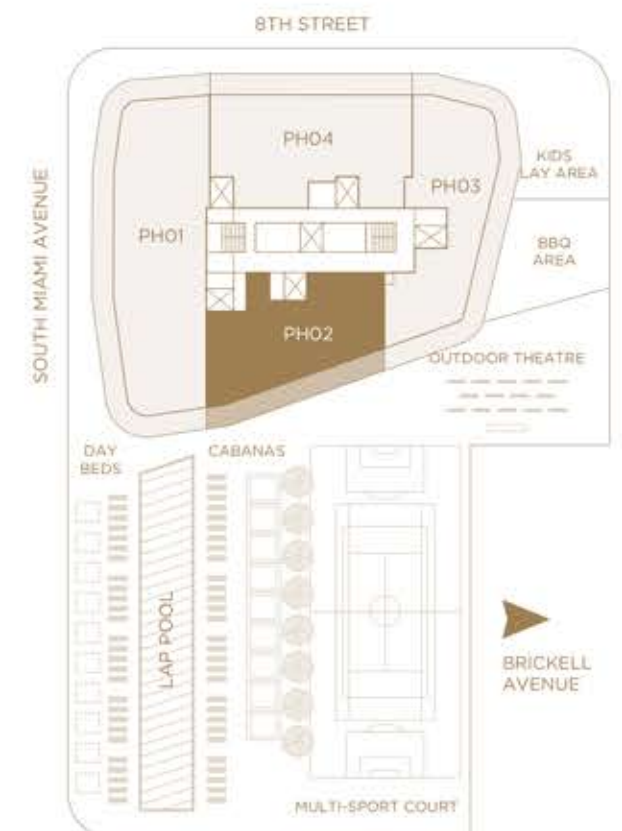 8TH STREET
SOUTH MIAMI AVENUE
PH04
PH03
PH01
PH02
KIDS
LAY AREA
BBQ
AREA
OUTDOOR THEATRE
DAY
BEDS
CABANAS
LAP POOL
BRICKELL
AVENUE
MULTI-SPORT COURT